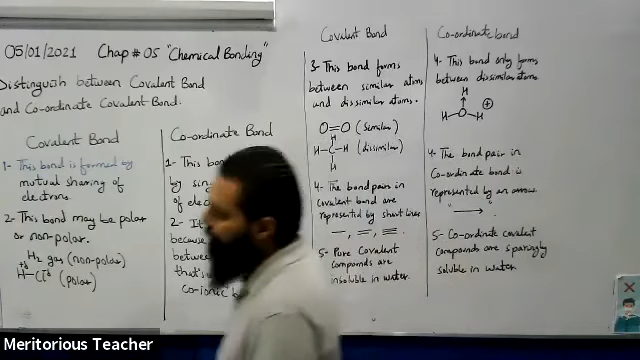 05/01/2021 Chap # 05 "Chemical Bonding"
Distinguish between Covalent Bond
and Co-ordinate Covalent Bond.
Covalent Bond
1- This bond is formed by
mutual sharing of
electrons.
2- This bond may be polar
or non-polar.
H₂ gas (non-polar)
H—Cl (polar)
Co-ordinate Bond
1- This
by
of
2- It
because
between
that's
co-ionic
Covalent Bond
3- This bond forms
between similar atoms
and dissimilar atoms.
O=O (Similar)
H
H—C—H (dissimilar)
H
4- The bond pairs in
covalent bond are
represented by short lines
—, =, ≡.
5- Pure Covalent
compounds are
insoluble in water.
Co-ordinate bond
4- This bond only forms
between dissimilar atoms.
H
H—O—H ⊕
4- The bond pair in
Co-ordinate bond is
represented by an arrow.
" → "
5- Co-ordinate covalent
compounds are sparingly
soluble in water
Meritorious Teacher